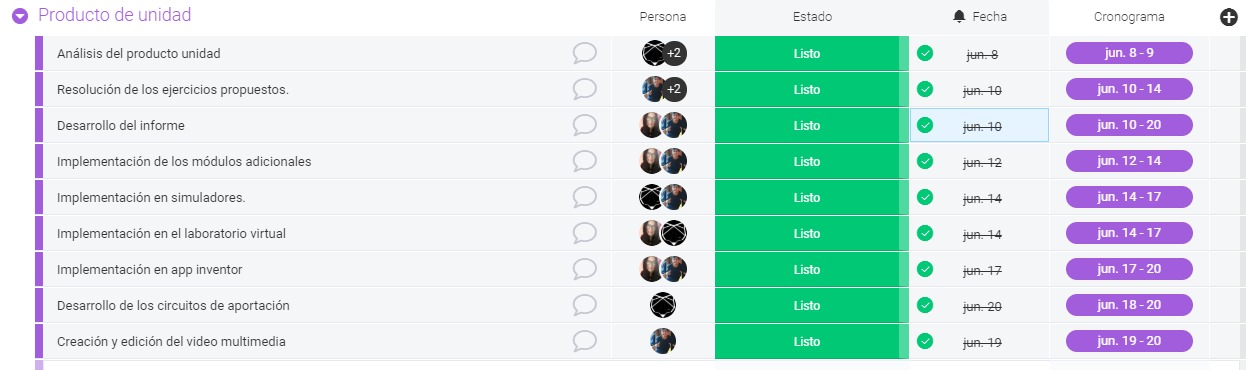 Producto de unidad Persona Estado Fecha Cronograma
Análisis del producto unidad +2 Listo jun. 8 jun. 8 - 9
Resolución de los ejercicios propuestos. +2 Listo jun. 10 jun. 10 - 14
Desarrollo del informe Listo jun. 10 jun. 10 - 20
Implementación de los módulos adicionales Listo jun. 12 jun. 12 - 14
Implementación en simuladores. Listo jun. 14 jun. 14 - 17
Implementación en el laboratorio virtual Listo jun. 14 jun. 14 - 17
Implementación en app inventor Listo jun. 17 jun. 17 - 20
Desarrollo de los circuitos de aportación Listo jun. 20 jun. 18 - 20
Creación y edición del video multimedia Listo jun. 19 jun. 19 - 20